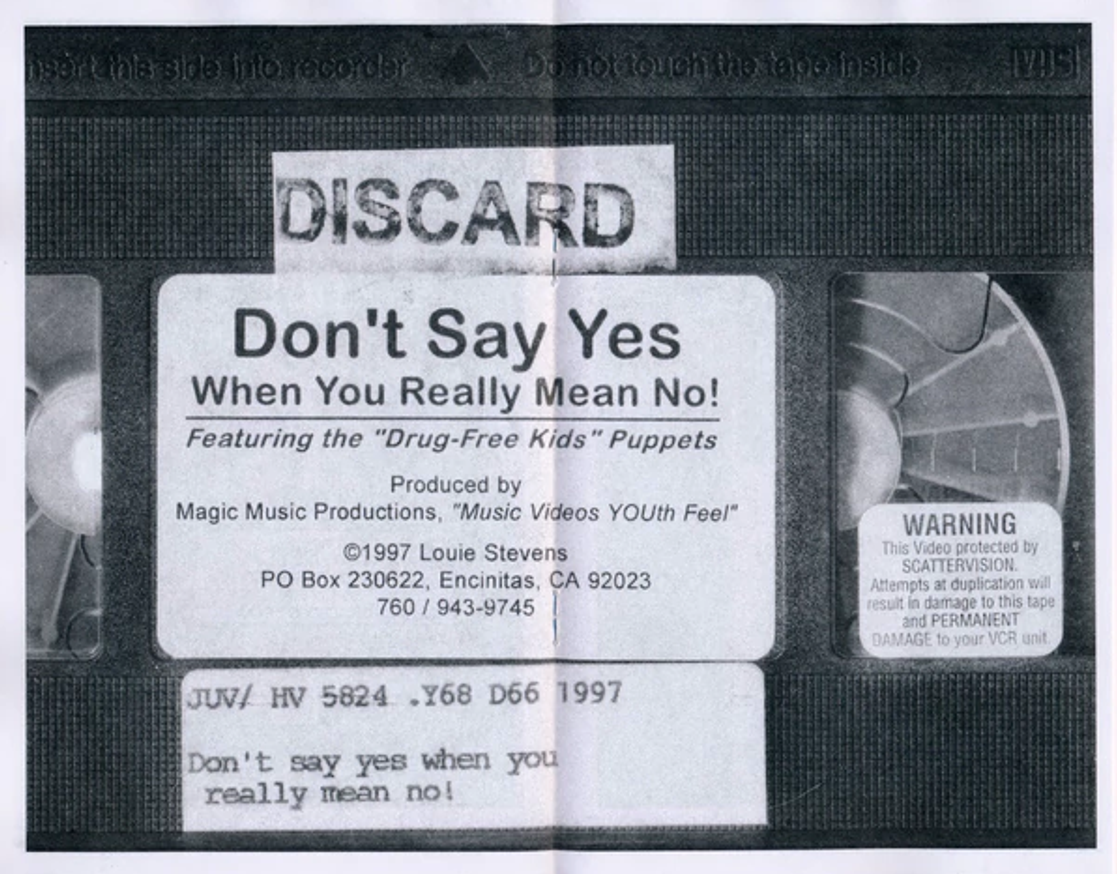 nsert this side into recorder Do not touch the tape inside VHS
DISCARD
Don't Say Yes
When You Really Mean No!
Featuring the "Drug-Free Kids" Puppets
Produced by
Magic Music Productions, "Music Videos YOUth Feel"
©1997 Louie Stevens
PO Box 230622, Encinitas, CA 92023
760 / 943-9745
WARNING
This Video protected by
SCATTERVISION.
Attempts at duplication will
result in damage to this tape
and PERMANENT
DAMAGE to your VCR unit
JUV/ HV 5824 .Y68 D66 1997
Don't say yes when you
really mean no!